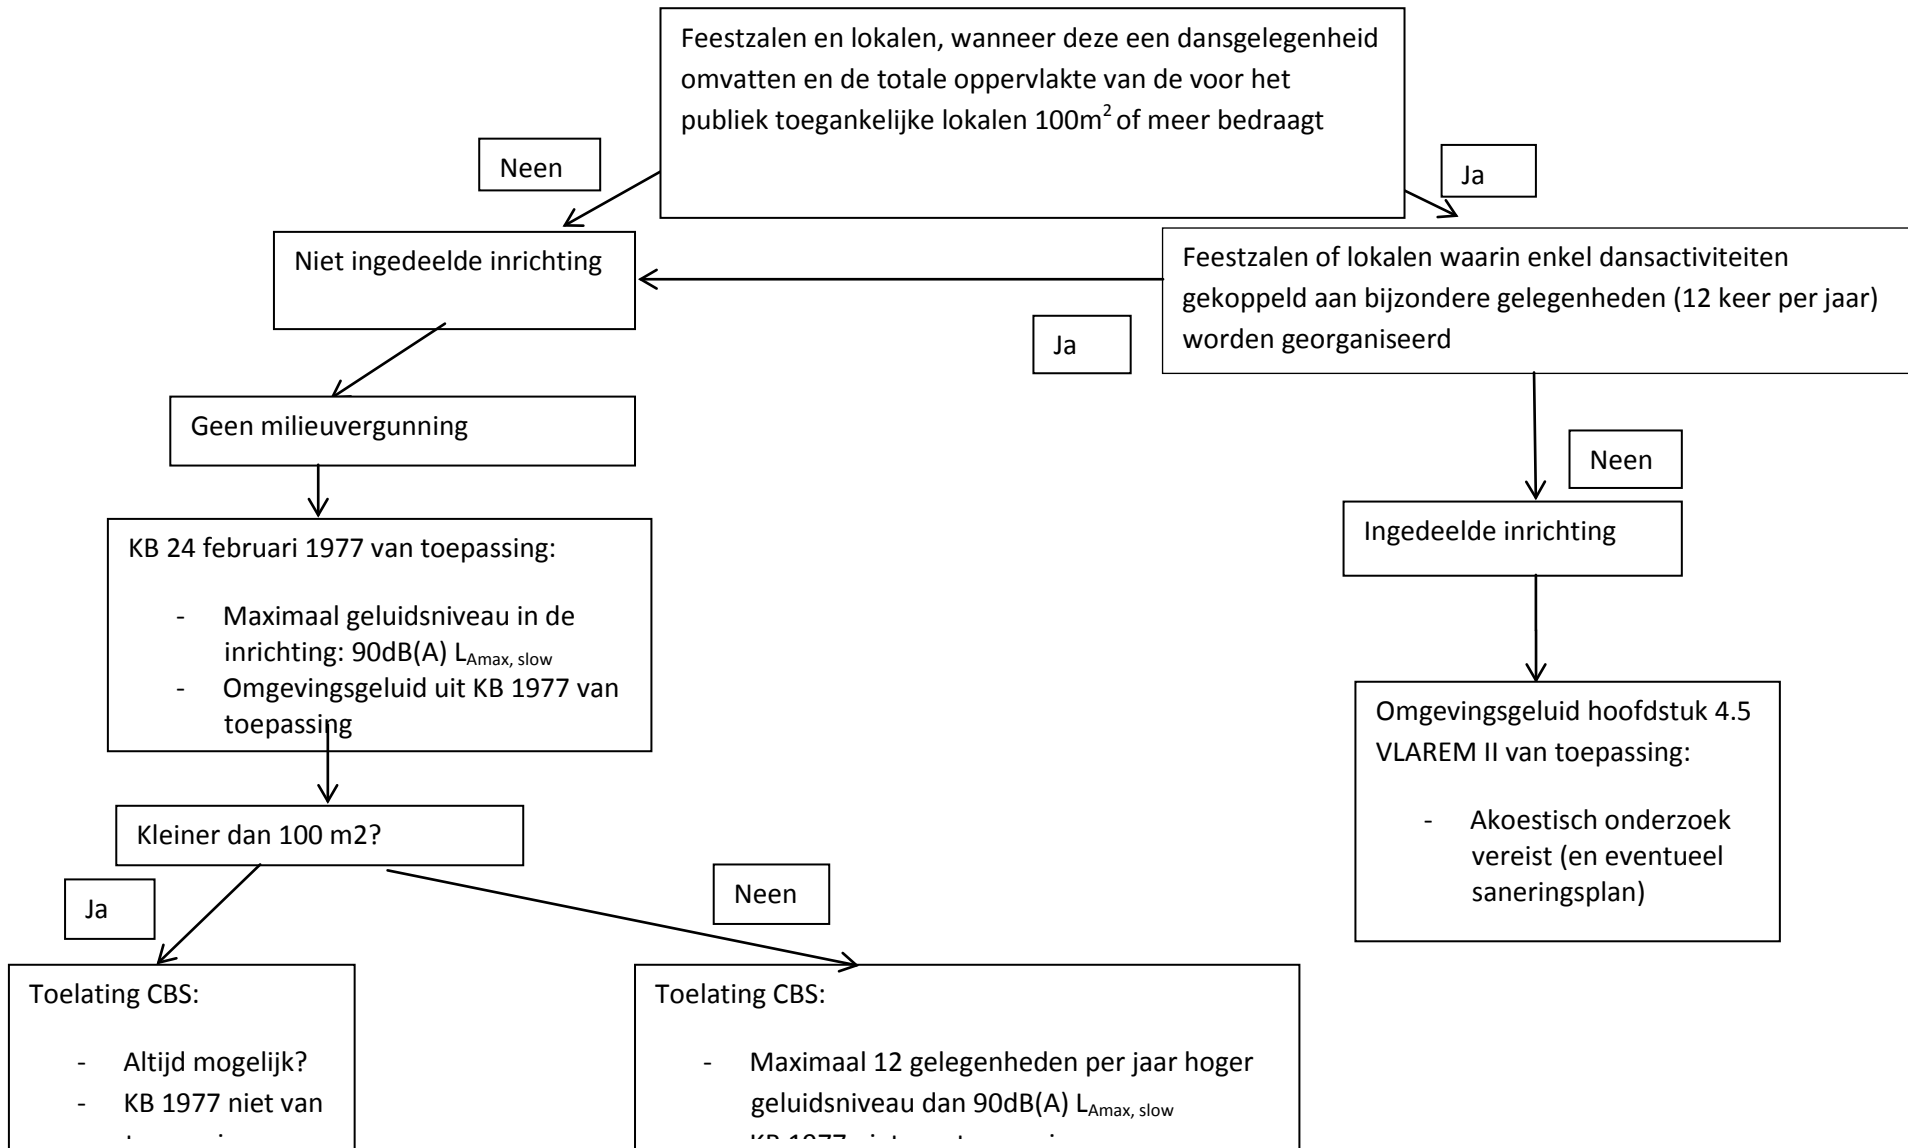 Feestzalen en lokalen, wanneer deze een dansgelegenheid
omvatten en de totale oppervlakte van de voor het
publiek toegankelijke lokalen 100m² of meer bedraagt
Neen
Ja
Niet ingedeelde inrichting
Feestzalen of lokalen waarin enkel dansactiviteiten
gekoppeld aan bijzondere gelegenheden (12 keer per jaar)
worden georganiseerd
Ja
Geen milieuvergunning
Neen
Ingedeelde inrichting
KB 24 februari 1977 van toepassing:
- Maximaal geluidsniveau in de
inrichting: 90dB(A) LAmax, slow
- Omgevingsgeluid uit KB 1977 van
toepassing
Omgevingsgeluid hoofdstuk 4.5
VLAREM II van toepassing:
- Akoestisch onderzoek
vereist (en eventueel
saneringsplan)
Kleiner dan 100 m2?
Ja
Neen
Toelating CBS:
- Altijd mogelijk?
- KB 1977 niet van
Toelating CBS:
- Maximaal 12 gelegenheden per jaar hoger
geluidsniveau dan 90dB(A) LAmax, slow